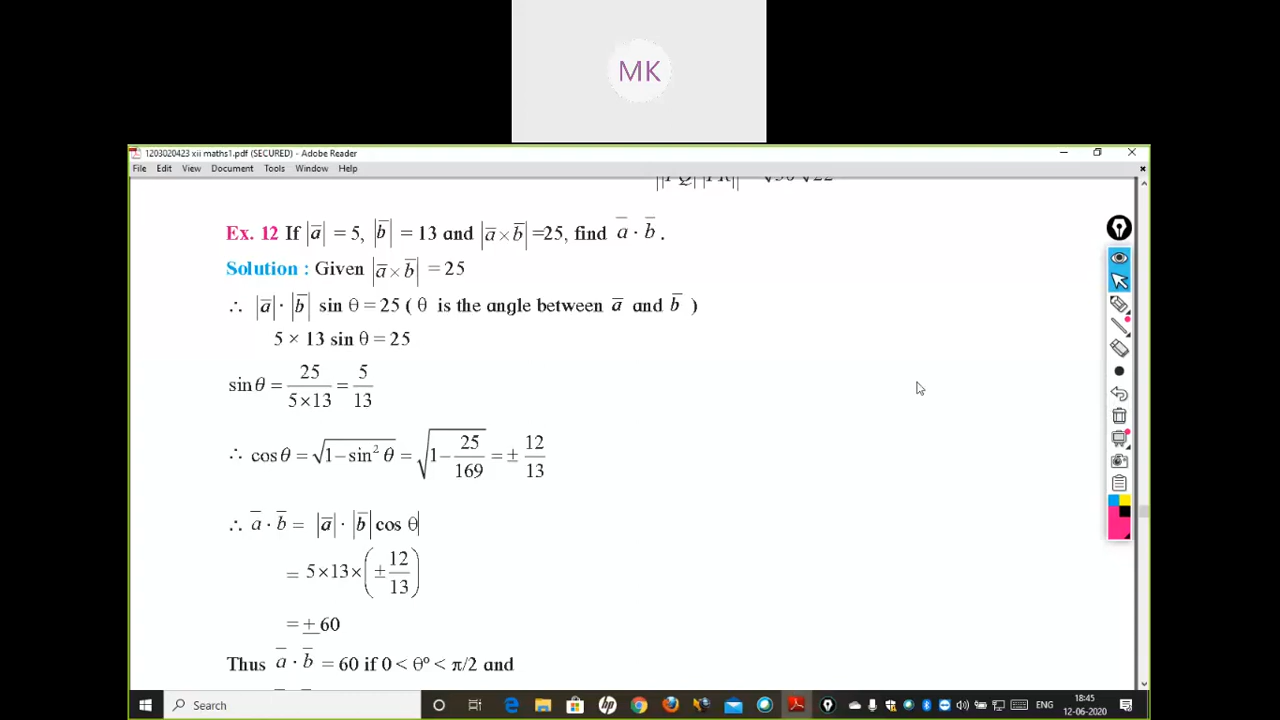 MK
1203020423 xii maths1.pdf (SECURED) - Adobe Reader
File Edit View Document Tools Window Help
Ex. 12 If |a̅| = 5, |b̅| = 13 and |a̅ × b̅| =25, find a̅ · b̅ .
Solution : Given |a̅ × b̅| = 25
∴ |a̅| · |b̅| sin θ = 25 ( θ is the angle between a̅ and b̅ )
5 × 13 sin θ = 25
sin θ = 25/(5×13) = 5/13
∴ cos θ = √(1 – sin² θ) = √(1 – 25/169) = ± 12/13
∴ a̅ · b̅ = |a̅| · |b̅| cos θ|
= 5×13×(± 12/13)
= ± 60
Thus a̅ · b̅ = 60 if 0 < θº < π/2 and
Search
ENG
18:45
12-06-2020